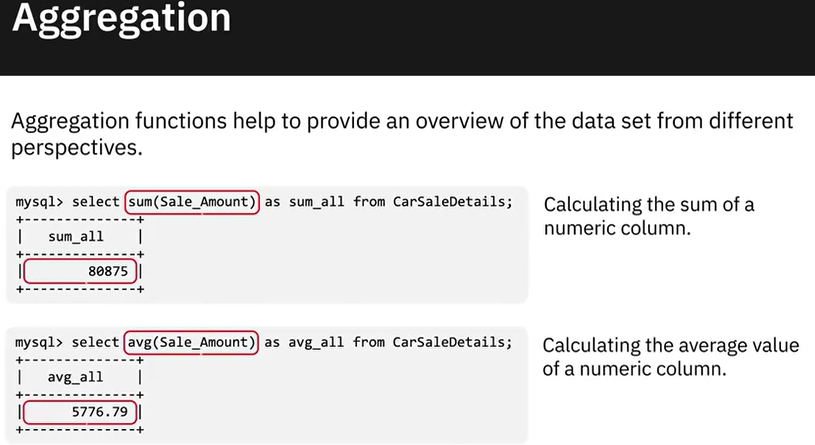 Aggregation
Aggregation functions help to provide an overview of the data set from different
perspectives.
mysql> select sum(Sale_Amount) as sum_all from CarSaleDetails;
+--------------+
| sum_all |
+--------------+
| 80875 |
+--------------+
Calculating the sum of a
numeric column.
mysql> select avg(Sale_Amount) as avg_all from CarSaleDetails;
+--------------+
| avg_all |
+--------------+
| 5776.79 |
+--------------+
Calculating the average value
of a numeric column.